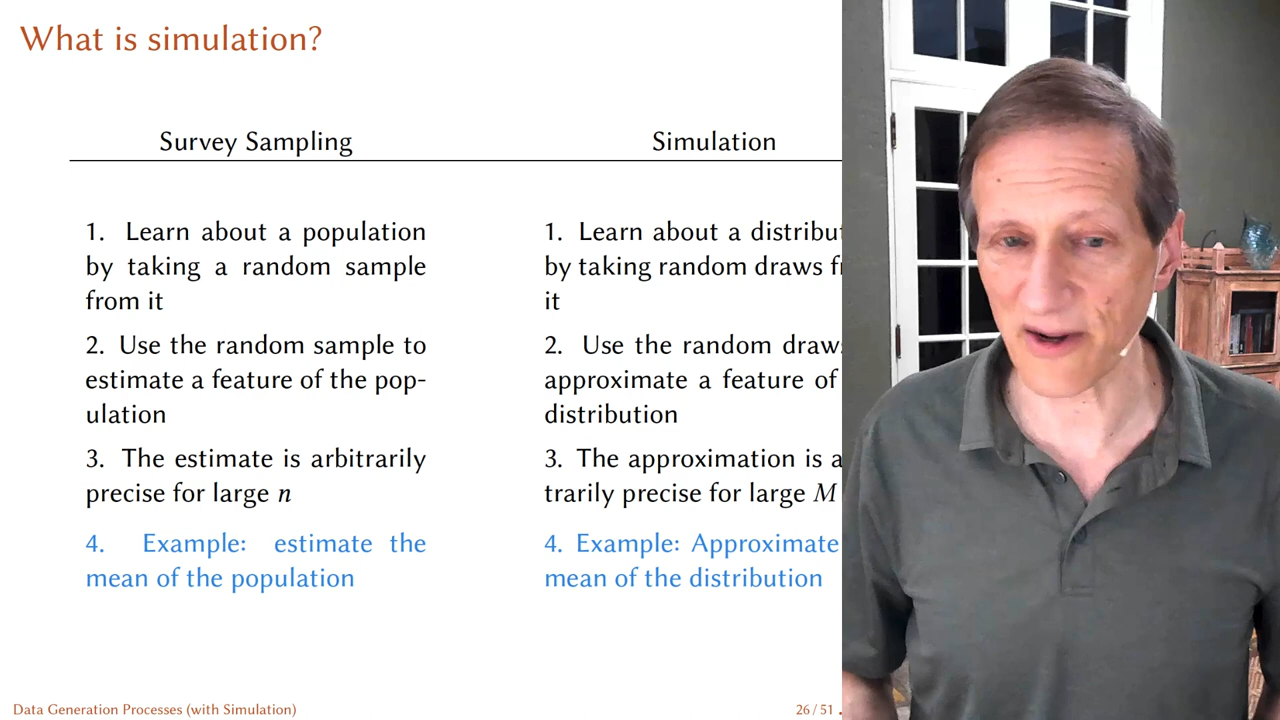 What is simulation?
Survey Sampling
Simulation
1. Learn about a population
by taking a random sample
from it
2. Use the random sample to
estimate a feature of the pop-
ulation
3. The estimate is arbitrarily
precise for large n
4. Example: estimate the
mean of the population
1. Learn about a
by taking random draws
it
2. Use the random
approximate a feature of
distribution
3. The approximation is
trarily precise for large M
4. Example: Approximate
mean of the distribution
Data Generation Processes (with Simulation)
26 / 51